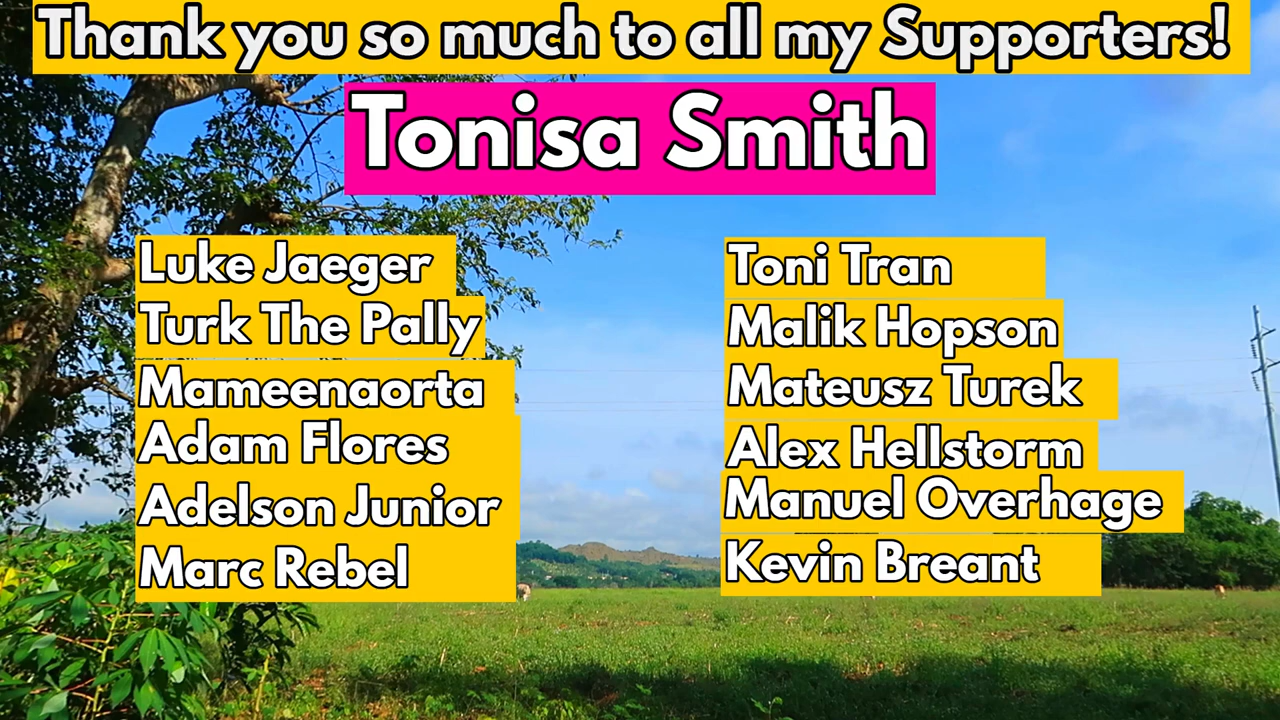 Thank you so much to all my Supporters!
Tonisa Smith
Luke Jaeger
Turk The Pally
Mameenaorta
Adam Flores
Adelson Junior
Marc Rebel
Toni Tran
Malik Hopson
Mateusz Turek
Alex Hellstorm
Manuel Overhage
Kevin Breant